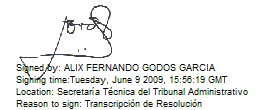 Signed by: ALIX FERNANDO GODOS GARCIA
Signing time:Tuesday, June 9 2009, 15:56:19 GMT
Location: Secretaría Técnica del Tribunal Administrativo
Reason to sign: Transcripción de Resolución